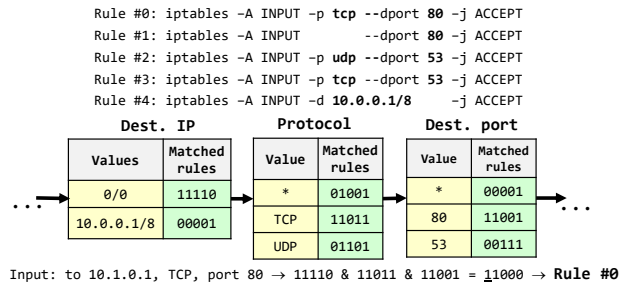 Rule #0: iptables –A INPUT –p tcp --dport 80 –j ACCEPT
Rule #1: iptables –A INPUT --dport 80 –j ACCEPT
Rule #2: iptables –A INPUT –p udp --dport 53 –j ACCEPT
Rule #3: iptables –A INPUT –p tcp --dport 53 –j ACCEPT
Rule #4: iptables –A INPUT –d 10.0.0.1/8 –j ACCEPT
Dest. IP
Values Matched rules
0/0 11110
10.0.0.1/8 00001
Protocol
Value Matched rules
* 01001
TCP 11011
UDP 01101
Dest. port
Value Matched rules
* 00001
80 11001
53 00111
... ...
Input: to 10.1.0.1, TCP, port 80 → 11110 & 11011 & 11001 = 11000 → Rule #0